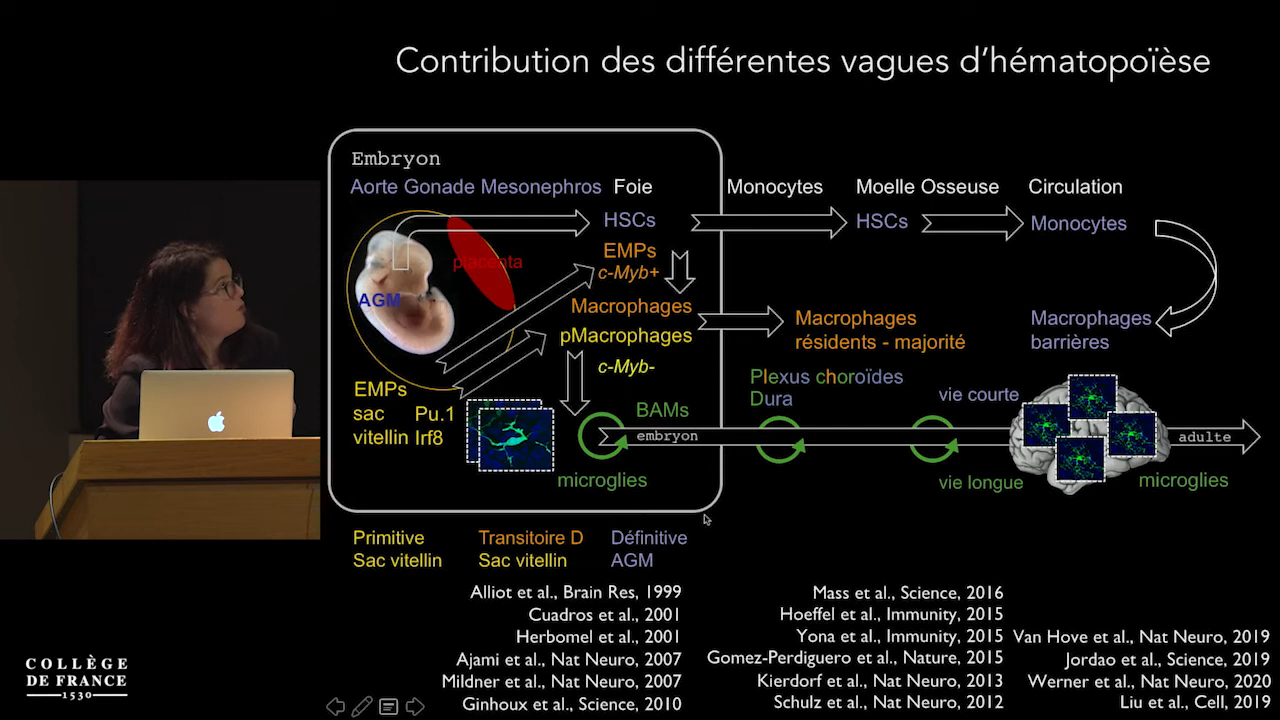 Contribution des différentes vagues d'hématopoïèse
Embryon
Aorte Gonade Mesonephros
Foie
Monocytes
Moelle Osseuse
Circulation
HSCs
HSCs
Monocytes
EMPs
c-Myb+
placenta
AGM
Macrophages
pMacrophages
c-Myb-
Macrophages
résidents - majorité
Macrophages
barrières
EMPs
sac
vitellin
Pu.1
Irf8
Plexus choroïdes
Dura
vie courte
BAMs
embryon
adulte
microglies
vie longue
microglies
Primitive
Sac vitellin
Transitoire D
Sac vitellin
Définitive
AGM
Alliot et al., Brain Res, 1999
Cuadros et al., 2001
Herbomel et al., 2001
Ajami et al., Nat Neuro, 2007
Mildner et al., Nat Neuro, 2007
Ginhoux et al., Science, 2010
Mass et al., Science, 2016
Hoeffel et al., Immunity, 2015
Yona et al., Immunity, 2015
Gomez-Perdiguero et al., Nature, 2015
Kierdorf et al., Nat Neuro, 2013
Schulz et al., Nat Neuro, 2012
Van Hove et al., Nat Neuro, 2019
Jordao et al., Science, 2019
Werner et al., Nat Neuro, 2020
Liu et al., Cell, 2019
COLLÈGE
DE FRANCE
1530